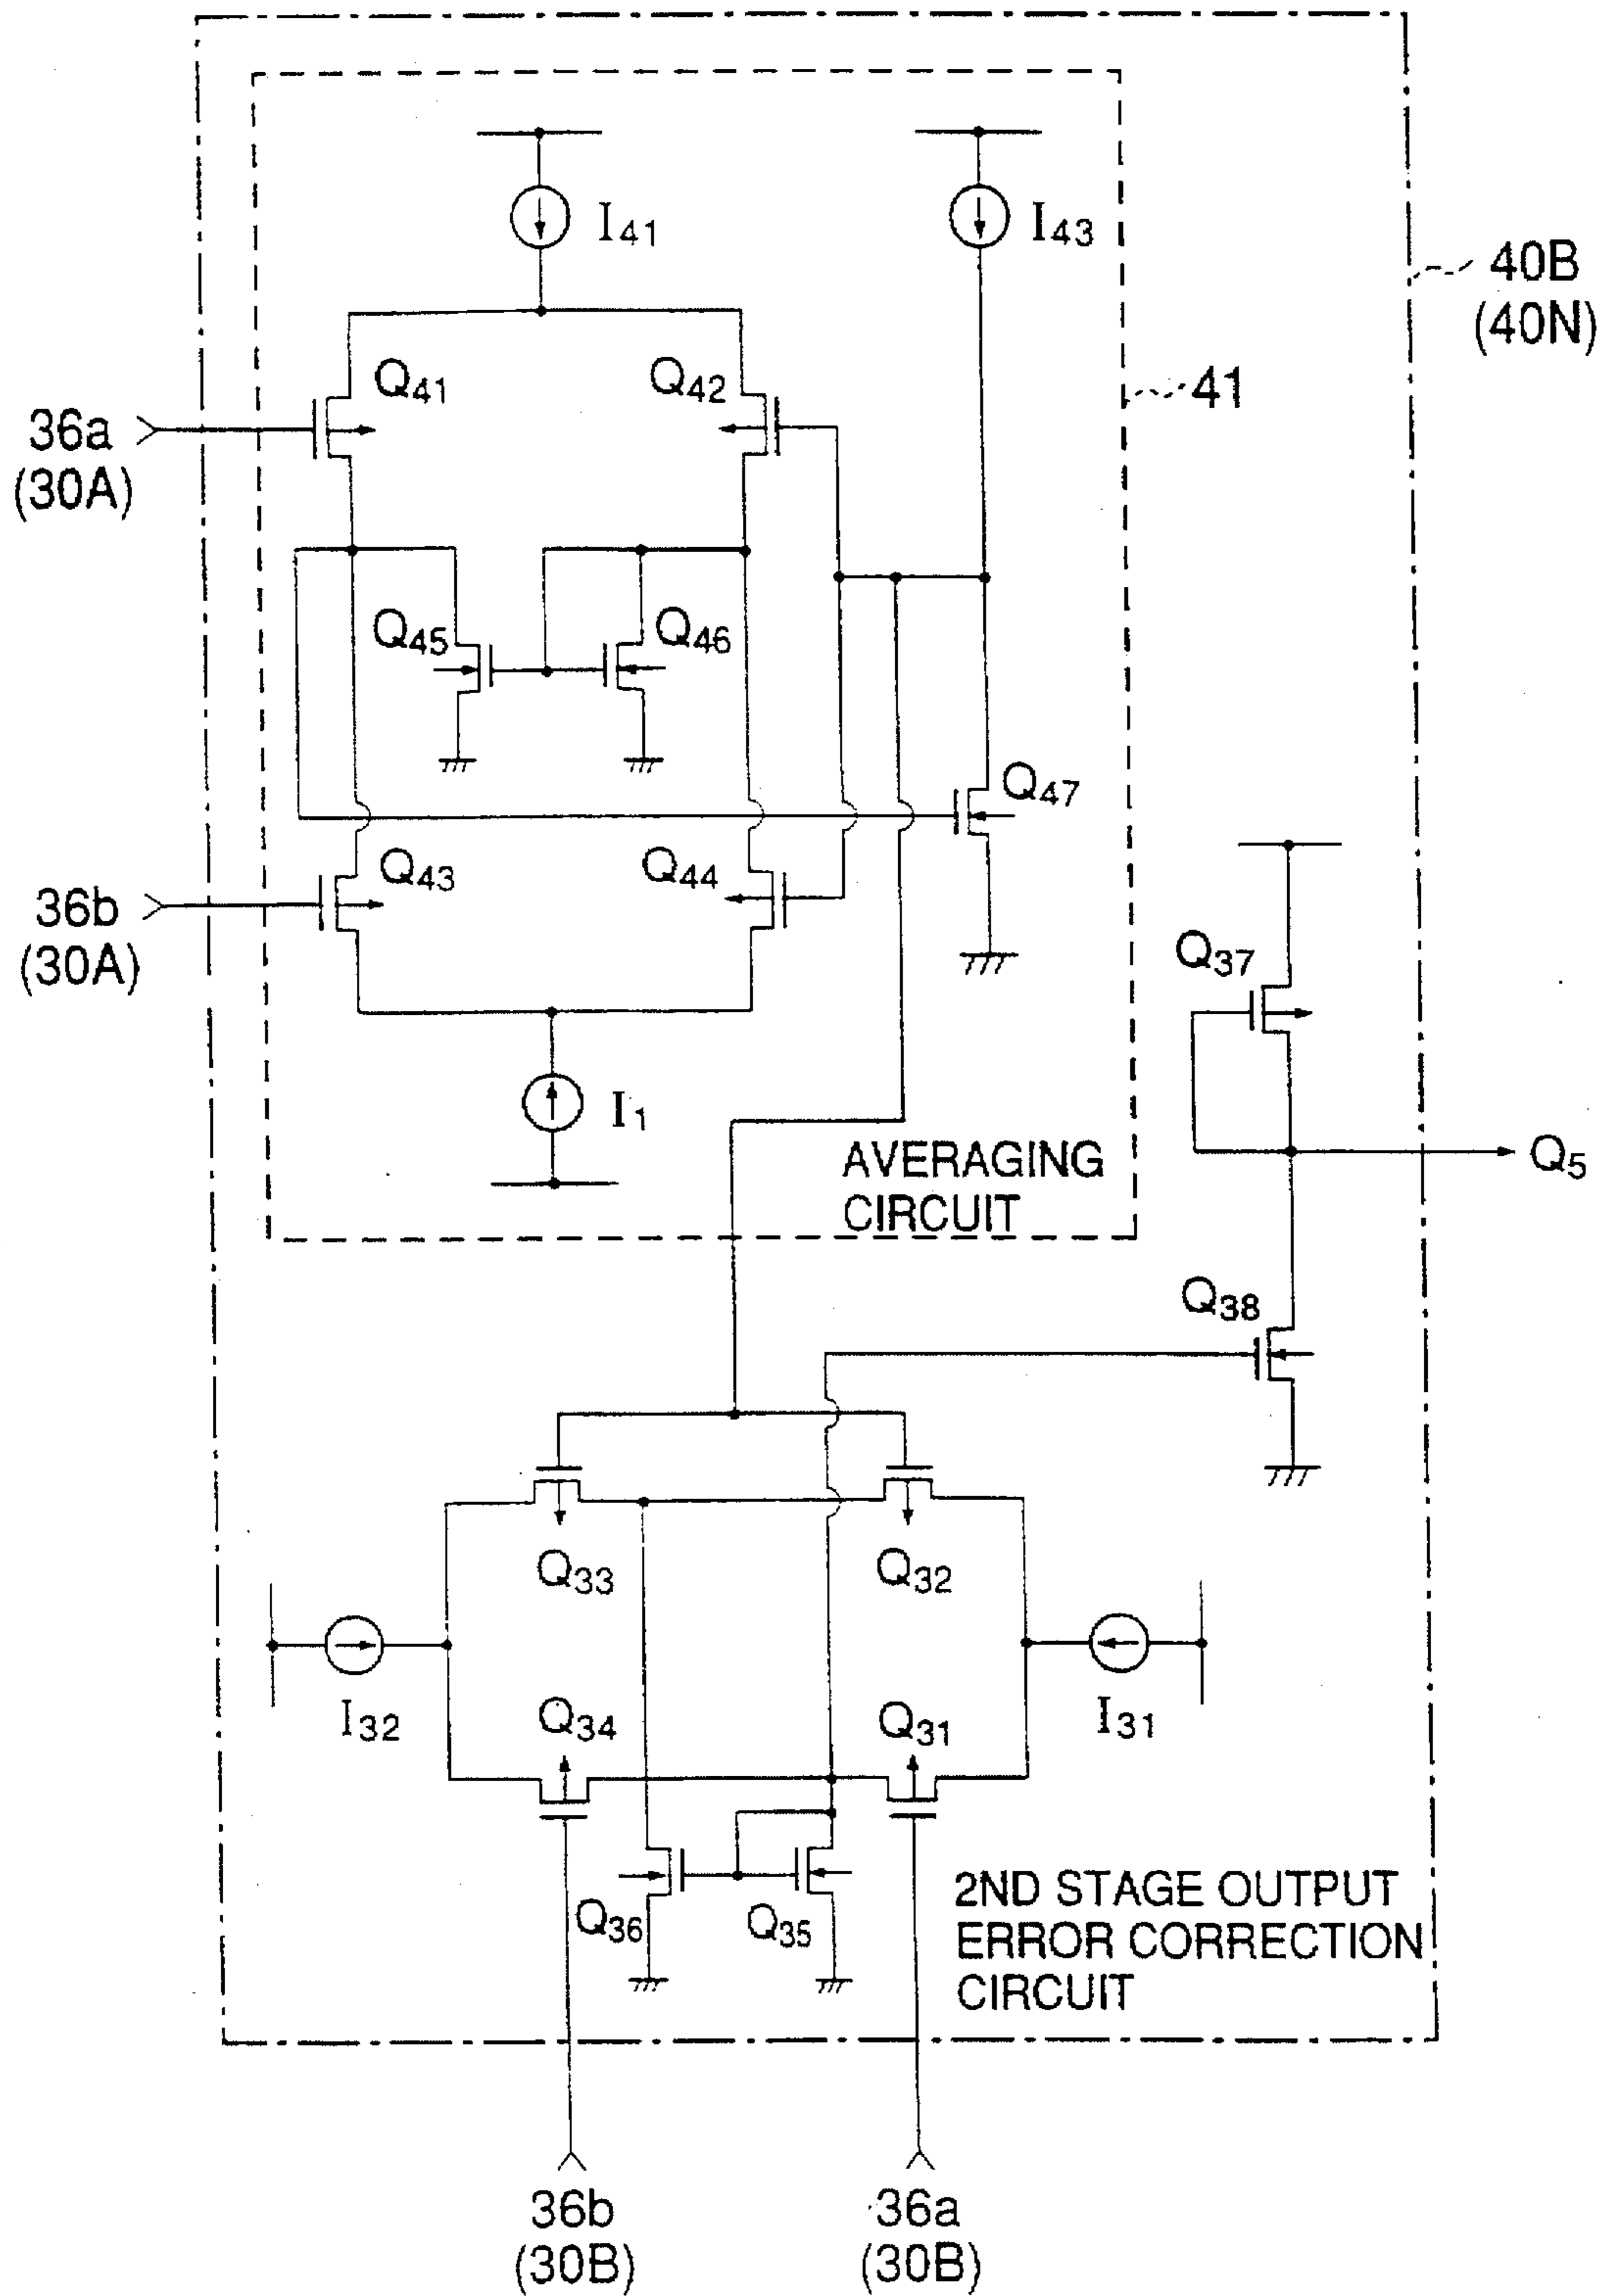 I41
I43
40B
(40N)
Q41
Q42
41
36a
(30A)
Q45
Q46
Q47
Q43
Q44
36b
(30A)
Q37
I1
AVERAGING
CIRCUIT
Q5
Q38
Q33
Q32
I32
Q34
Q31
I31
Q36
Q35
2ND STAGE OUTPUT
ERROR CORRECTION
CIRCUIT
36b
(30B)
36a
(30B)